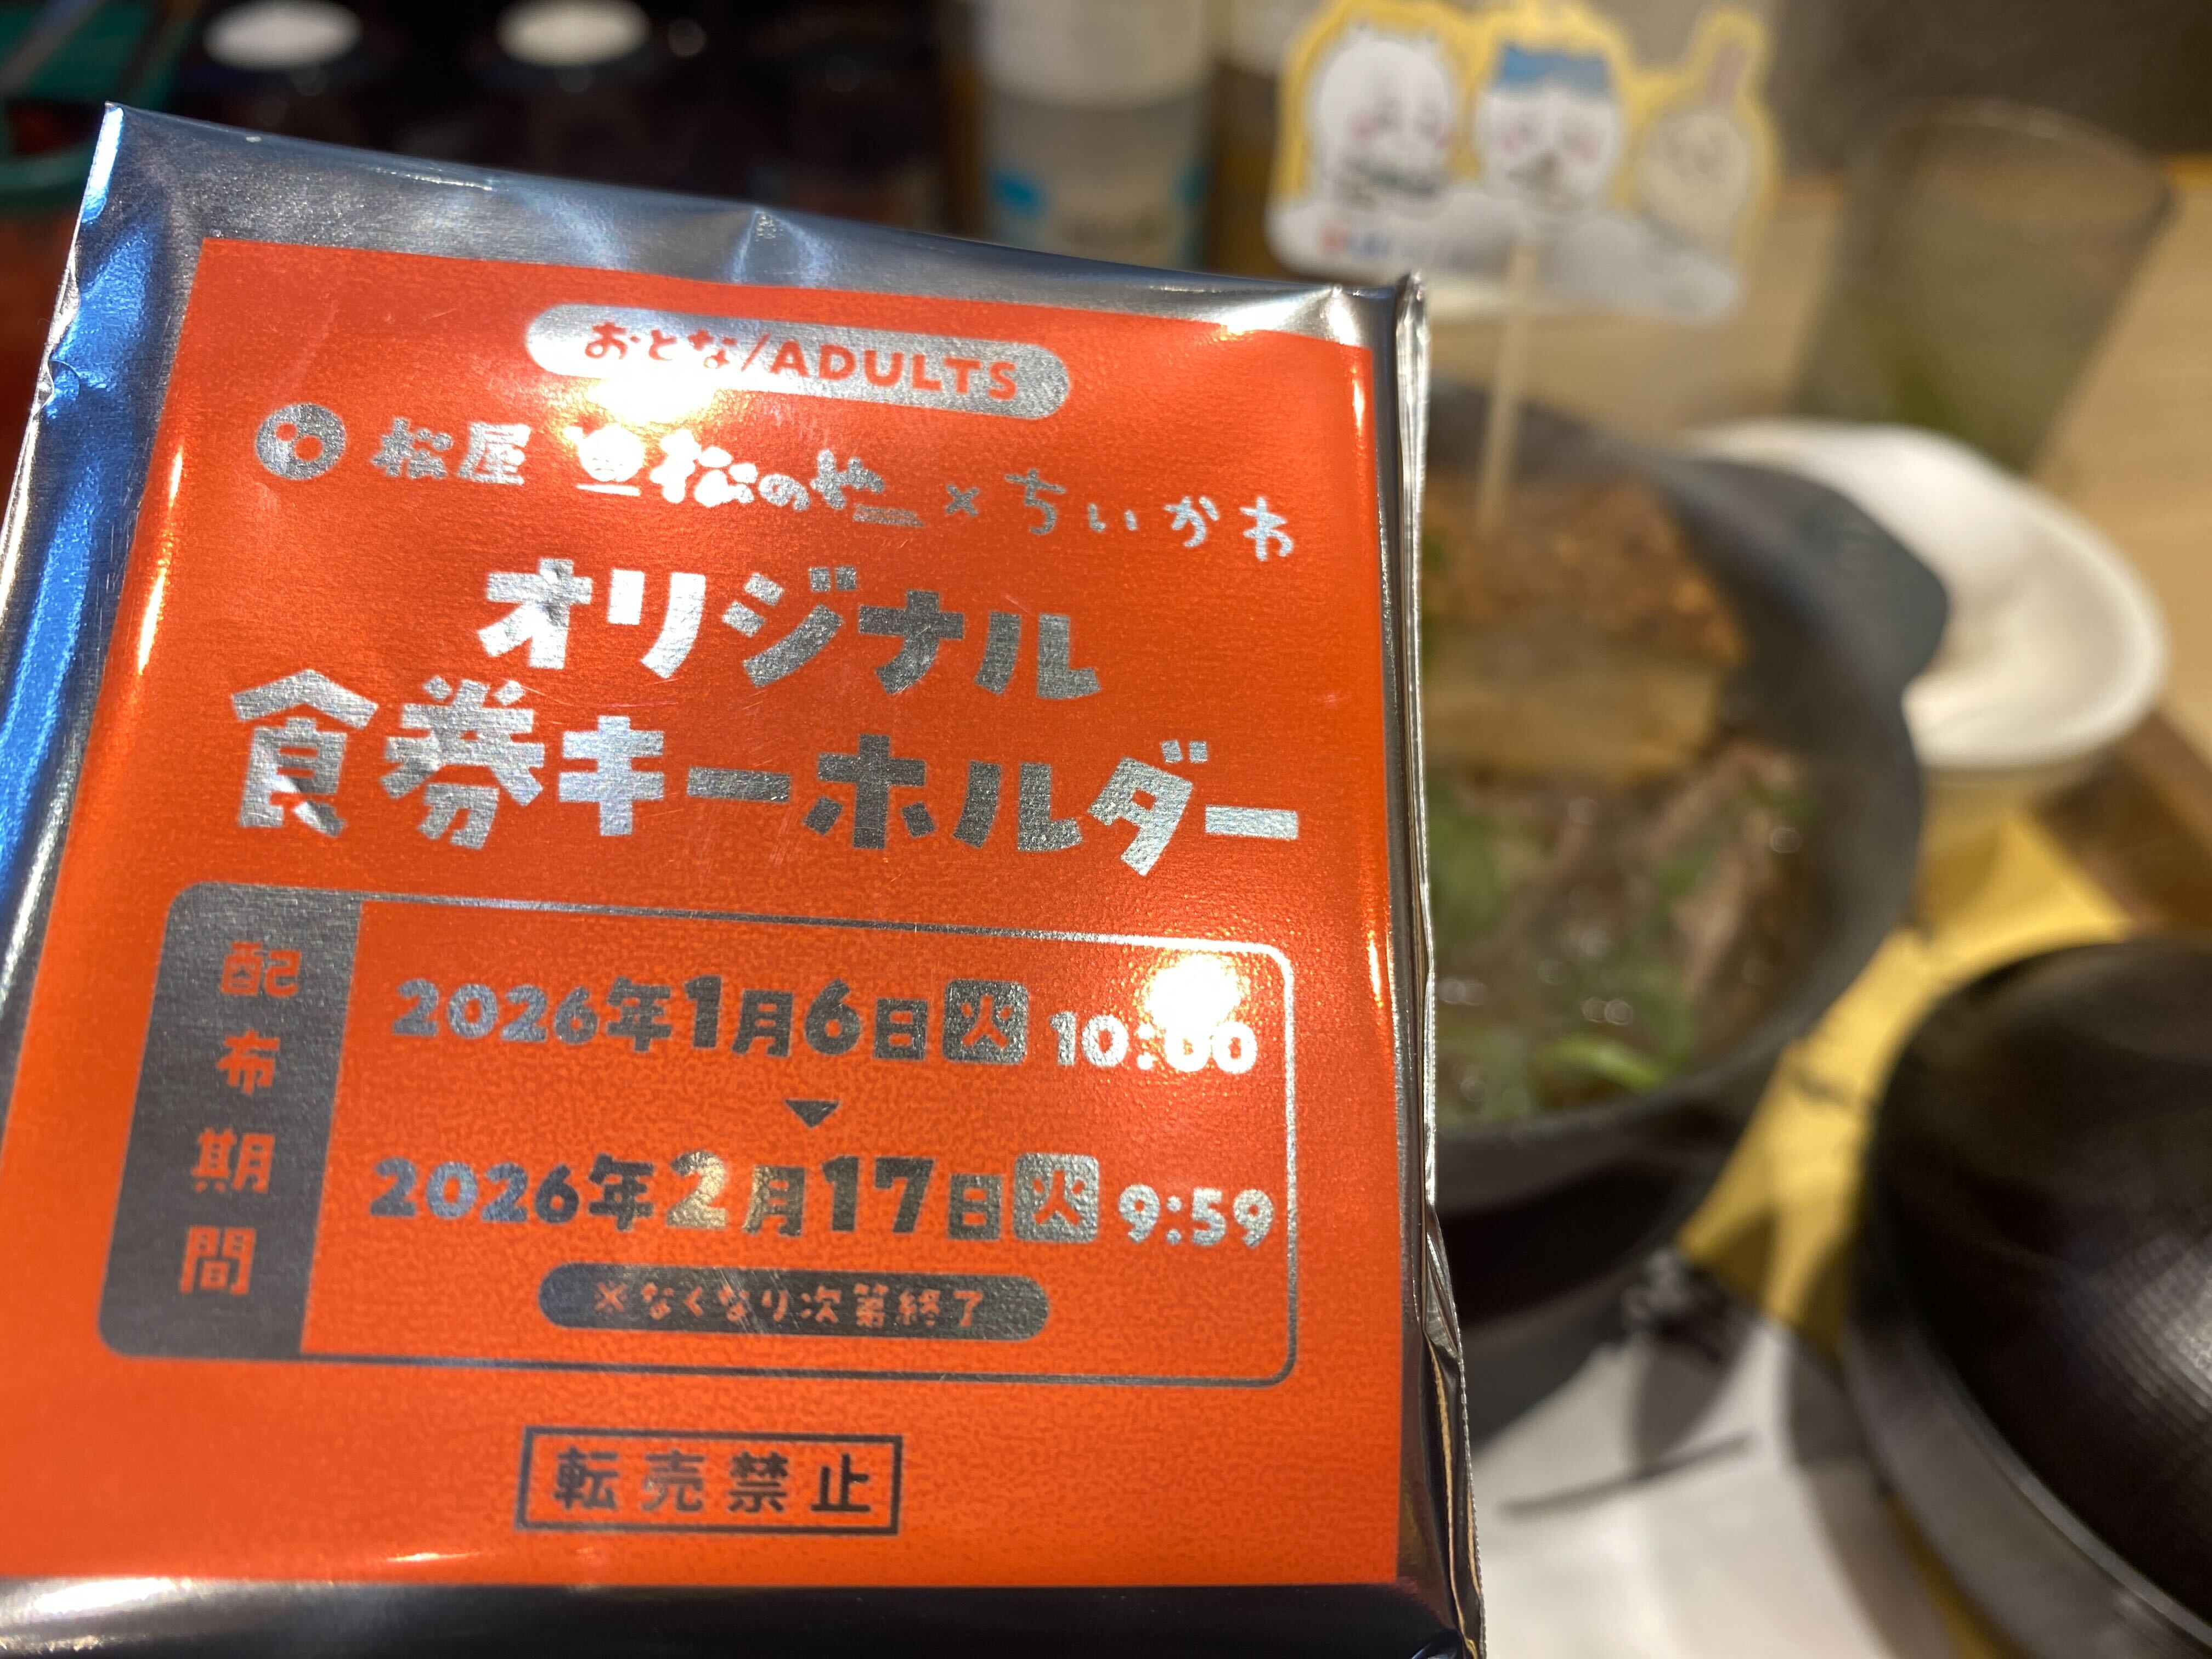 おとな/ADULTS
松屋 松のや × ちいかわ
オリジナル
食券キーホルダー
配布期間
2026年1月6日火 10:00
2026年2月17日火 9:59
※なくなり次第終了
転売禁止